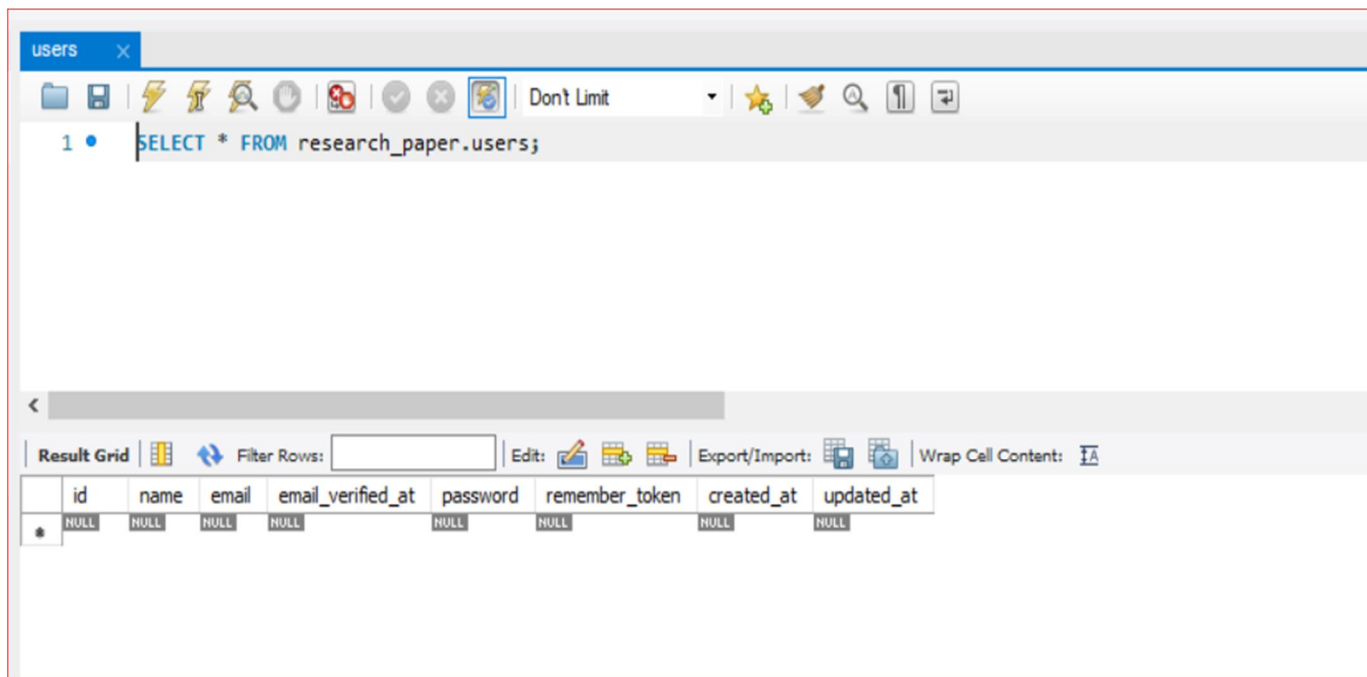 users
Don't Limit
1 SELECT * FROM research_paper.users;
Result Grid Filter Rows: Edit: Export/Import: Wrap Cell Content: IA
id name email email_verified_at password remember_token created_at updated_at
NULL NULL NULL NULL NULL NULL NULL NULL